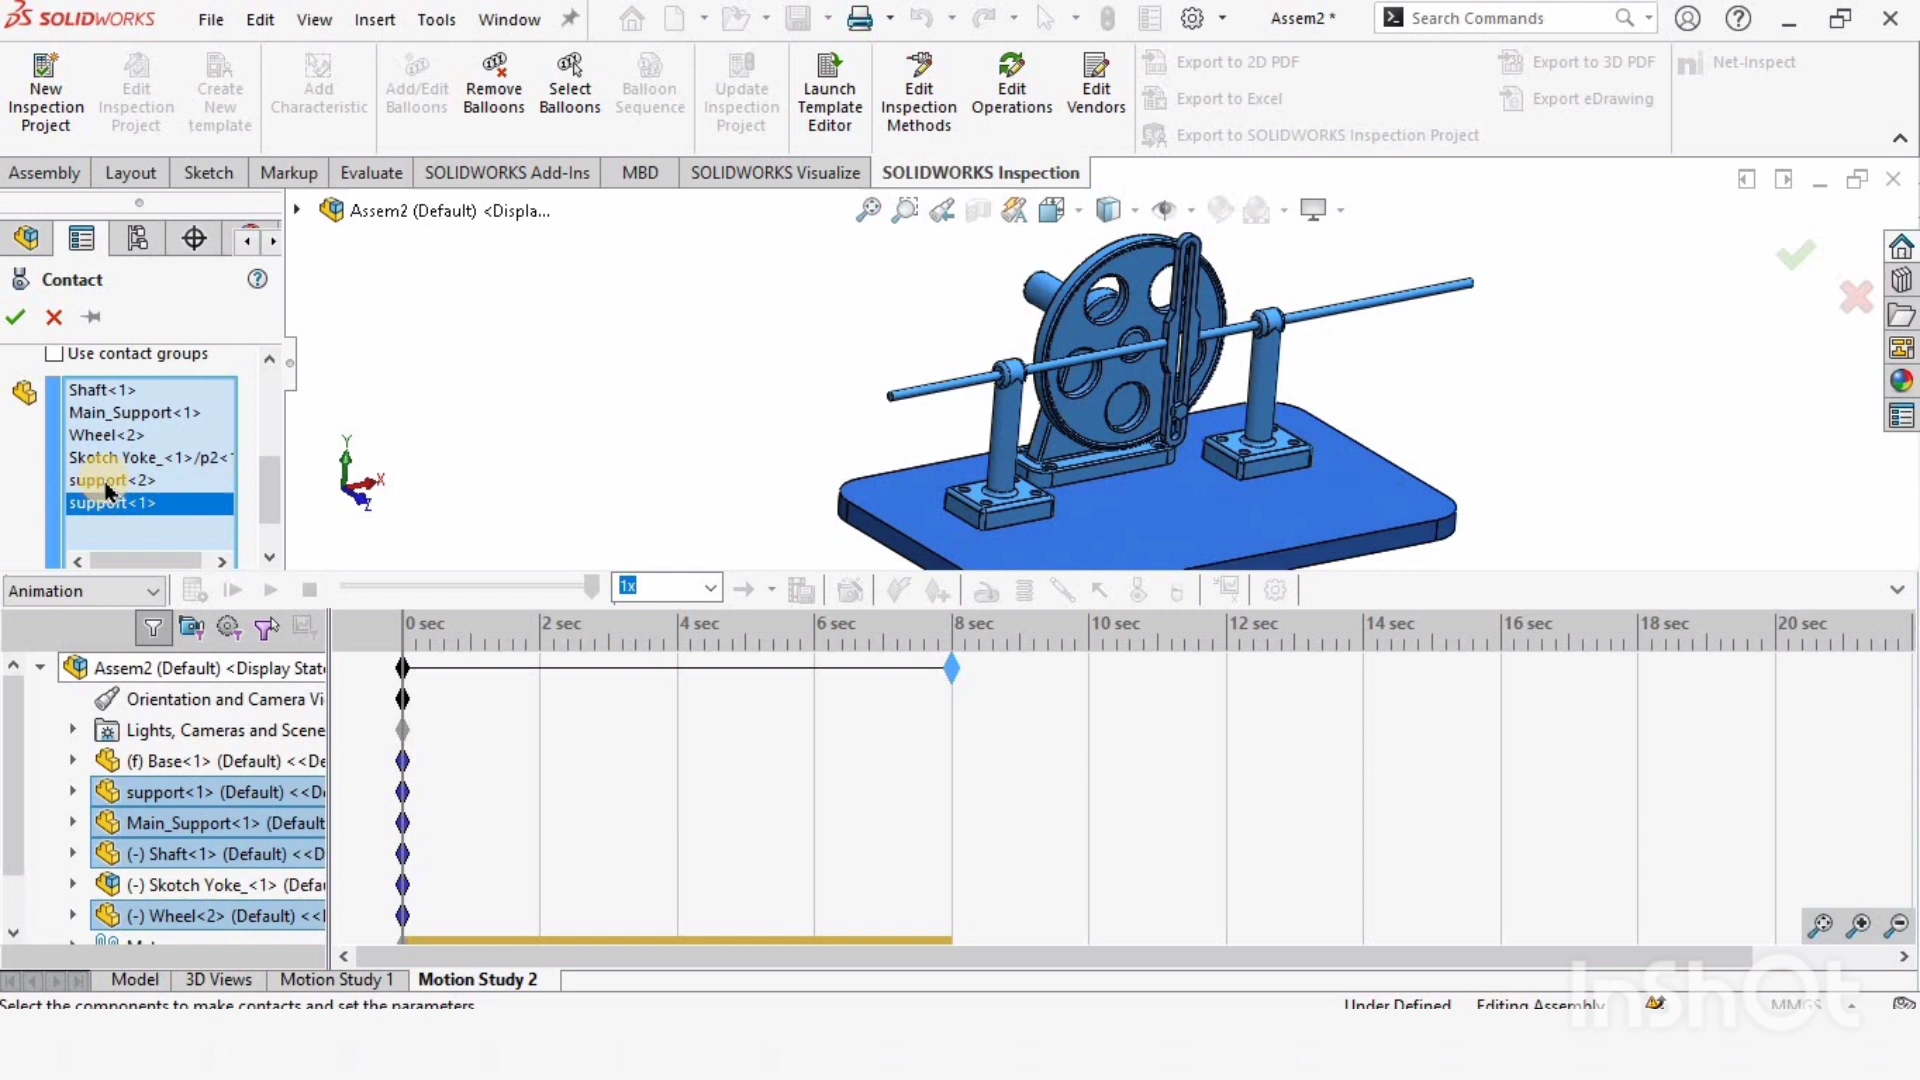 SOLIDWORKS File Edit View Insert Tools Window Assem2 * Search Commands
New Inspection Project
Edit Inspection Project
Create New template
Add Characteristic
Add/Edit Balloons
Remove Balloons
Select Balloons
Balloon Sequence
Update Inspection Project
Launch Template Editor
Edit Inspection Methods
Edit Operations
Edit Vendors
Export to 2D PDF
Export to Excel
Export to SOLIDWORKS Inspection Project
Export to 3D PDF
Export eDrawing
Net-Inspect
Assembly Layout Sketch Markup Evaluate SOLIDWORKS Add-Ins MBD SOLIDWORKS Visualize SOLIDWORKS Inspection
Assem2 (Default) <Displa...
Contact
Use contact groups
Shaft<1>
Main_Support<1>
Wheel<2>
Skotch Yoke_<1>/p2<
support<2>
support<1>
Y
X
Z
Animation 1x
0 sec 2 sec 4 sec 6 sec 8 sec 10 sec 12 sec 14 sec 16 sec 18 sec 20 sec
Assem2 (Default) <Display State
Orientation and Camera Vi
Lights, Cameras and Scene
(f) Base<1> (Default) <<De
support<1> (Default) <<D
Main_Support<1> (Default
(-) Shaft<1> (Default) <<D
(-) Skotch Yoke_<1> (Defau
(-) Wheel<2> (Default) <<
Model 3D Views Motion Study 1 Motion Study 2
Select the components to make contacts and set the parameters
Under Defined Editing Assembly MMGS
InShOt